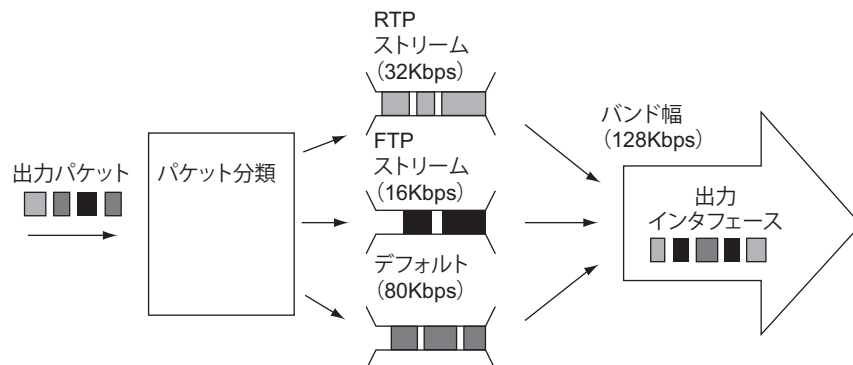 RTP
ストリーム
（32Kbps）
バンド幅
（128Kbps）
出力パケット
パケット分類
FTP
ストリーム
（16Kbps）
出力
インタフェース
デフォルト
（80Kbps）